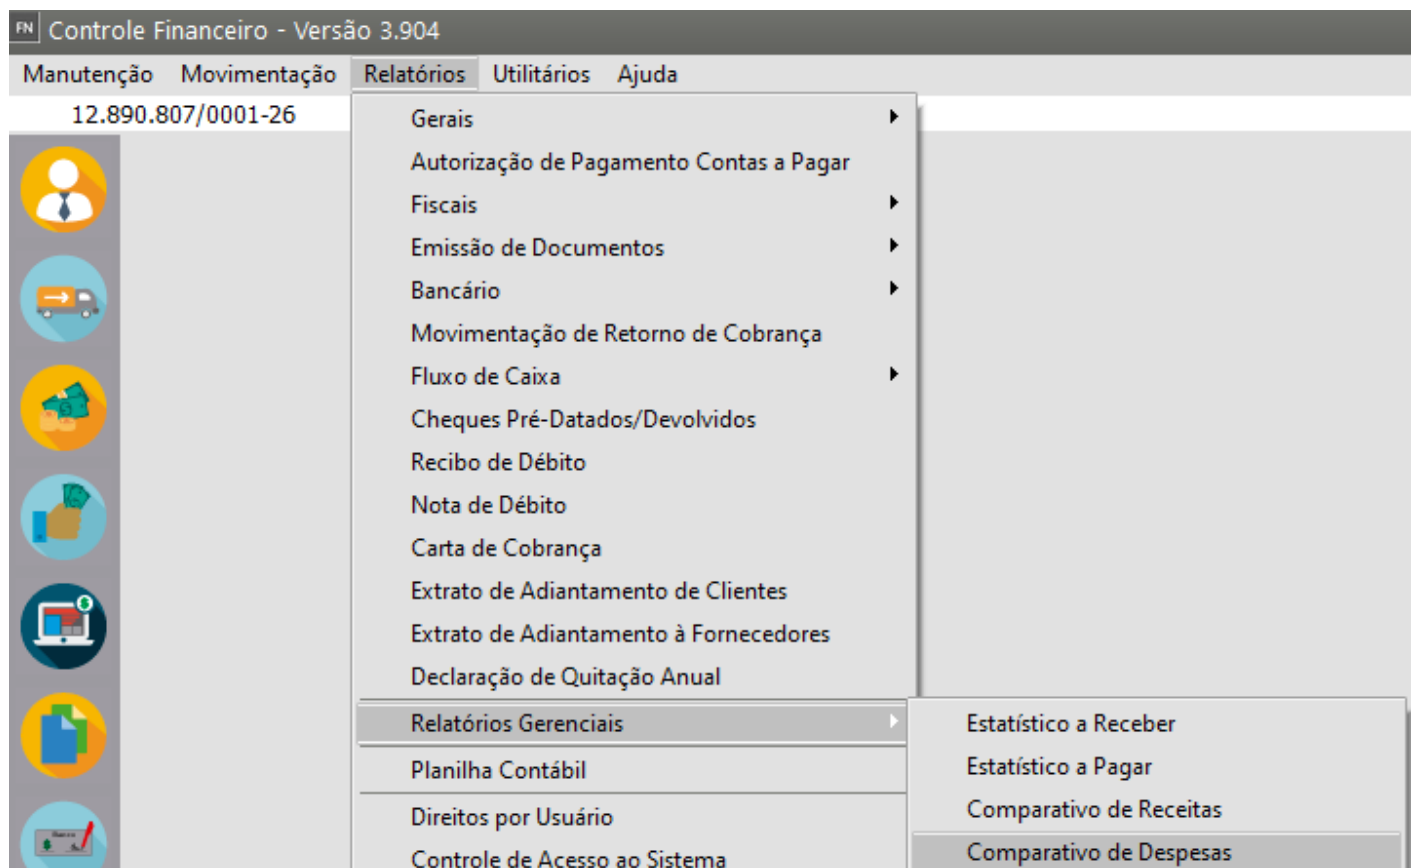 FN Controle Financeiro - Versão 3.904
Manutenção Movimentação Relatórios Utilitários Ajuda
12.890.807/0001-26
Gerais
Autorização de Pagamento Contas a Pagar
Fiscais
Emissão de Documentos
Bancário
Movimentação de Retorno de Cobrança
Fluxo de Caixa
Cheques Pré-Datados/Devolvidos
Recibo de Débito
Nota de Débito
Carta de Cobrança
Extrato de Adiantamento de Clientes
Extrato de Adiantamento à Fornecedores
Declaração de Quitação Anual
Relatórios Gerenciais
Planilha Contábil
Direitos por Usuário
Controle de Acesso ao Sistema
Estatístico a Receber
Estatístico a Pagar
Comparativo de Receitas
Comparativo de Despesas